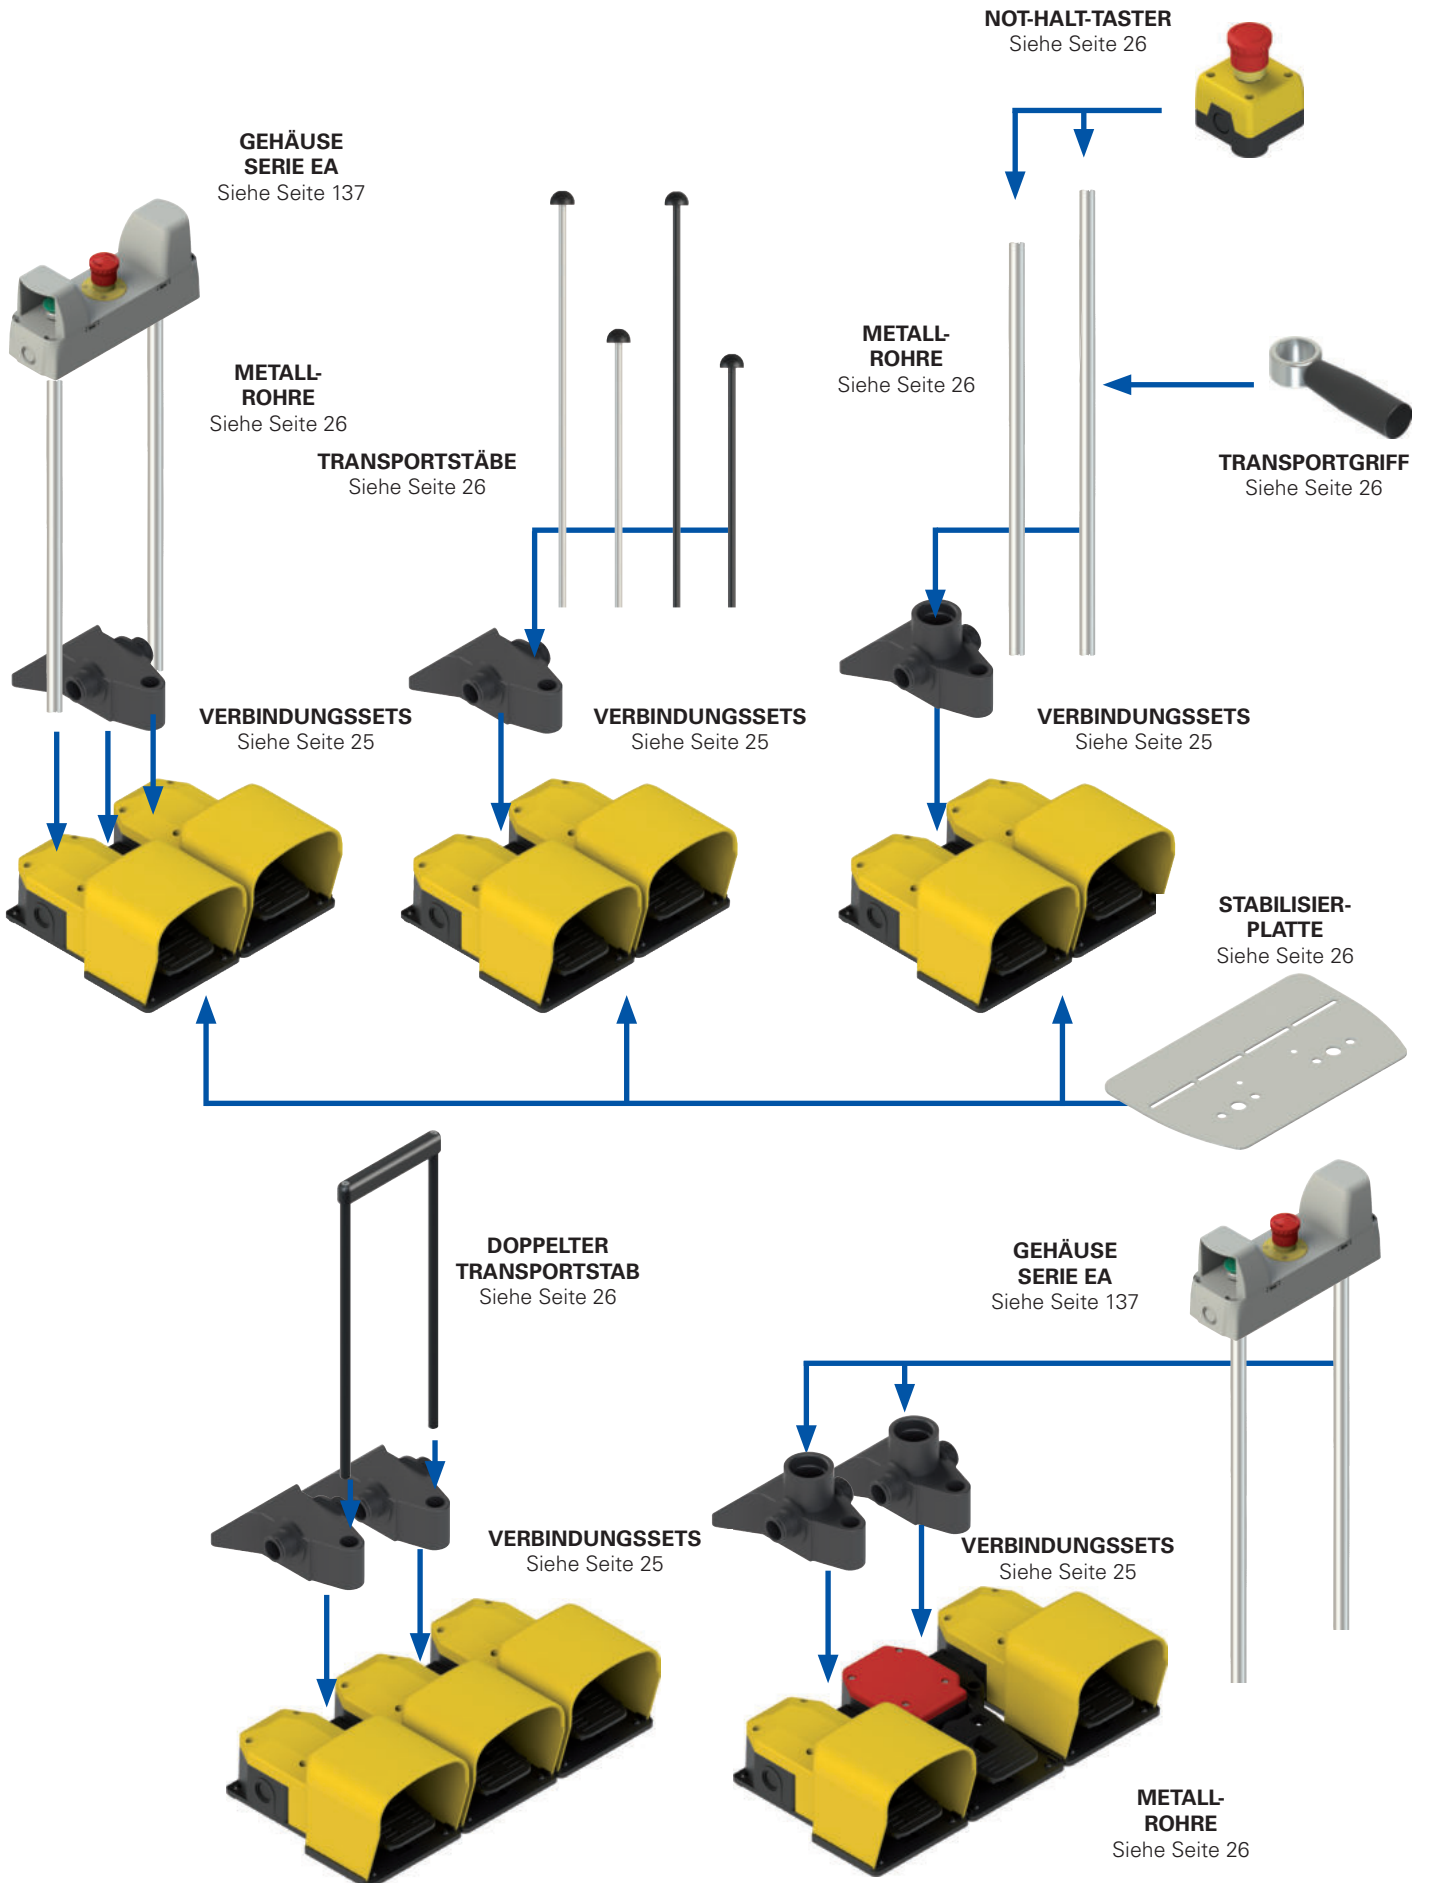 NOT-HALT-TASTER
Siehe Seite 26
GEHÄUSE
SERIE EA
Siehe Seite 137
METALL-
ROHRE
Siehe Seite 26
METALL-
ROHRE
Siehe Seite 26
TRANSPORTSTÄBE
Siehe Seite 26
TRANSPORTGRIFF
Siehe Seite 26
VERBINDUNGSSETS
Siehe Seite 25
VERBINDUNGSSETS
Siehe Seite 25
VERBINDUNGSSETS
Siehe Seite 25
STABILISIER-
PLATTE
Siehe Seite 26
DOPPELTER
TRANSPORTSTAB
Siehe Seite 26
GEHÄUSE
SERIE EA
Siehe Seite 137
VERBINDUNGSSETS
Siehe Seite 25
VERBINDUNGSSETS
Siehe Seite 25
METALL-
ROHRE
Siehe Seite 26